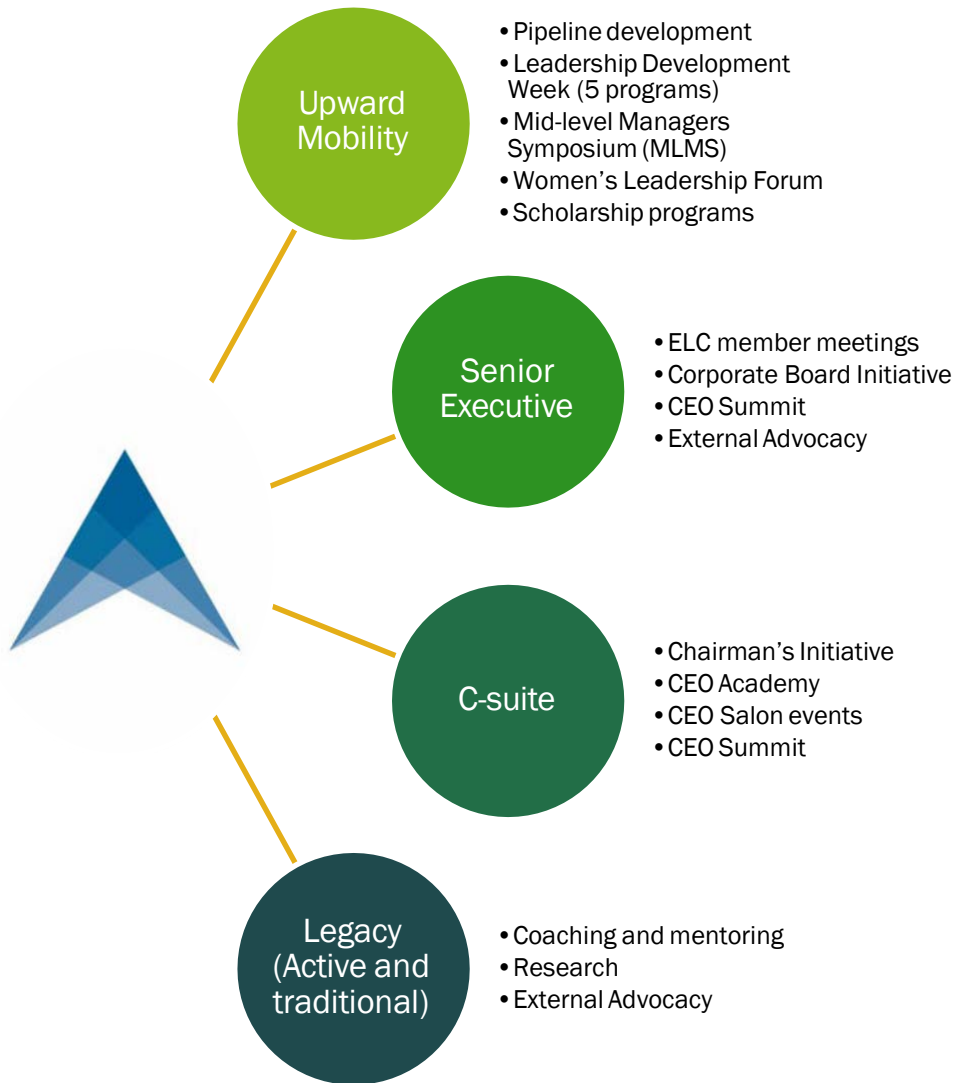 Upward
Mobility
•Pipeline development
•Leadership Development
Week (5 programs)
•Mid-level Managers
Symposium (MLMS)
•Women’s Leadership Forum
•Scholarship programs
Senior
Executive
•ELC member meetings
•Corporate Board Initiative
•CEO Summit
•External Advocacy
C-suite
•Chairman’s Initiative
•CEO Academy
•CEO Salon events
•CEO Summit
Legacy
(Active and
traditional)
•Coaching and mentoring
•Research
•External Advocacy